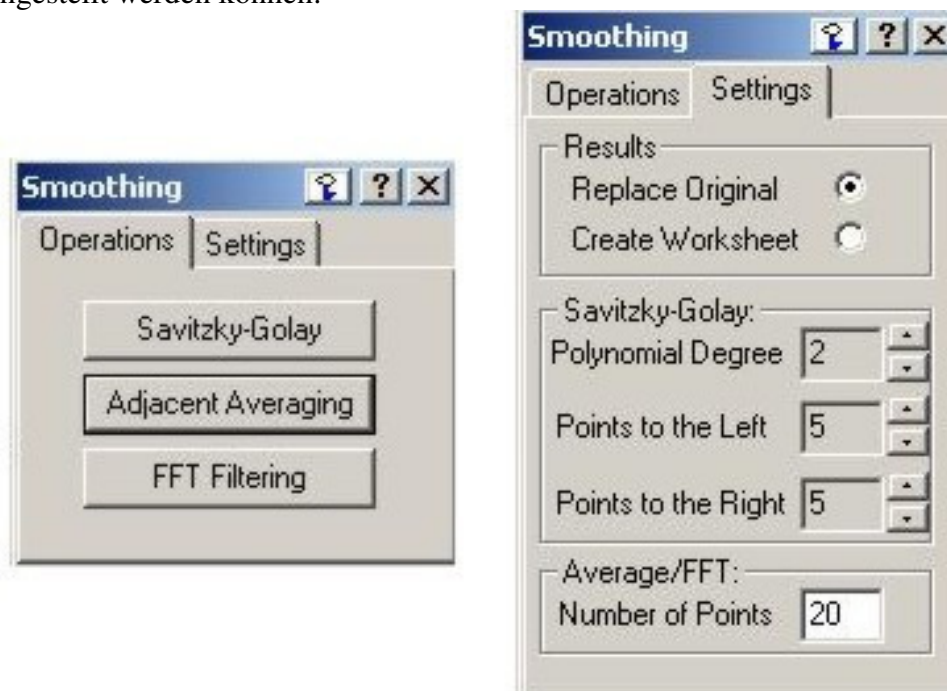 werden können.
Smoothing
Operations Settings
Savitzky-Golay
Adjacent Averaging
FFT Filtering
Smoothing
Operations Settings
Results
Replace Original
Create Worksheet
Savitzky-Golay:
Polynomial Degree 2
Points to the Left 5
Points to the Right 5
Average/FFT:
Number of Points 20